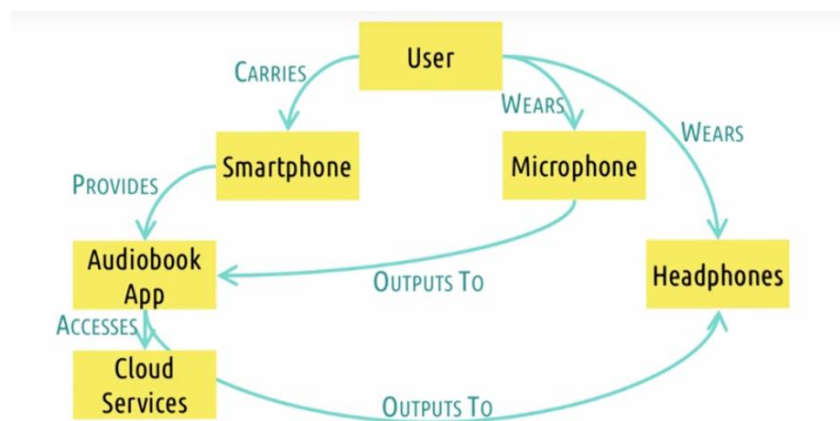 User
CARRIES
WEARS
WEARS
Smartphone
Microphone
PROVIDES
Audiobook
App
OUTPUTS TO
Headphones
ACCESSES
Cloud
Services
OUTPUTS TO